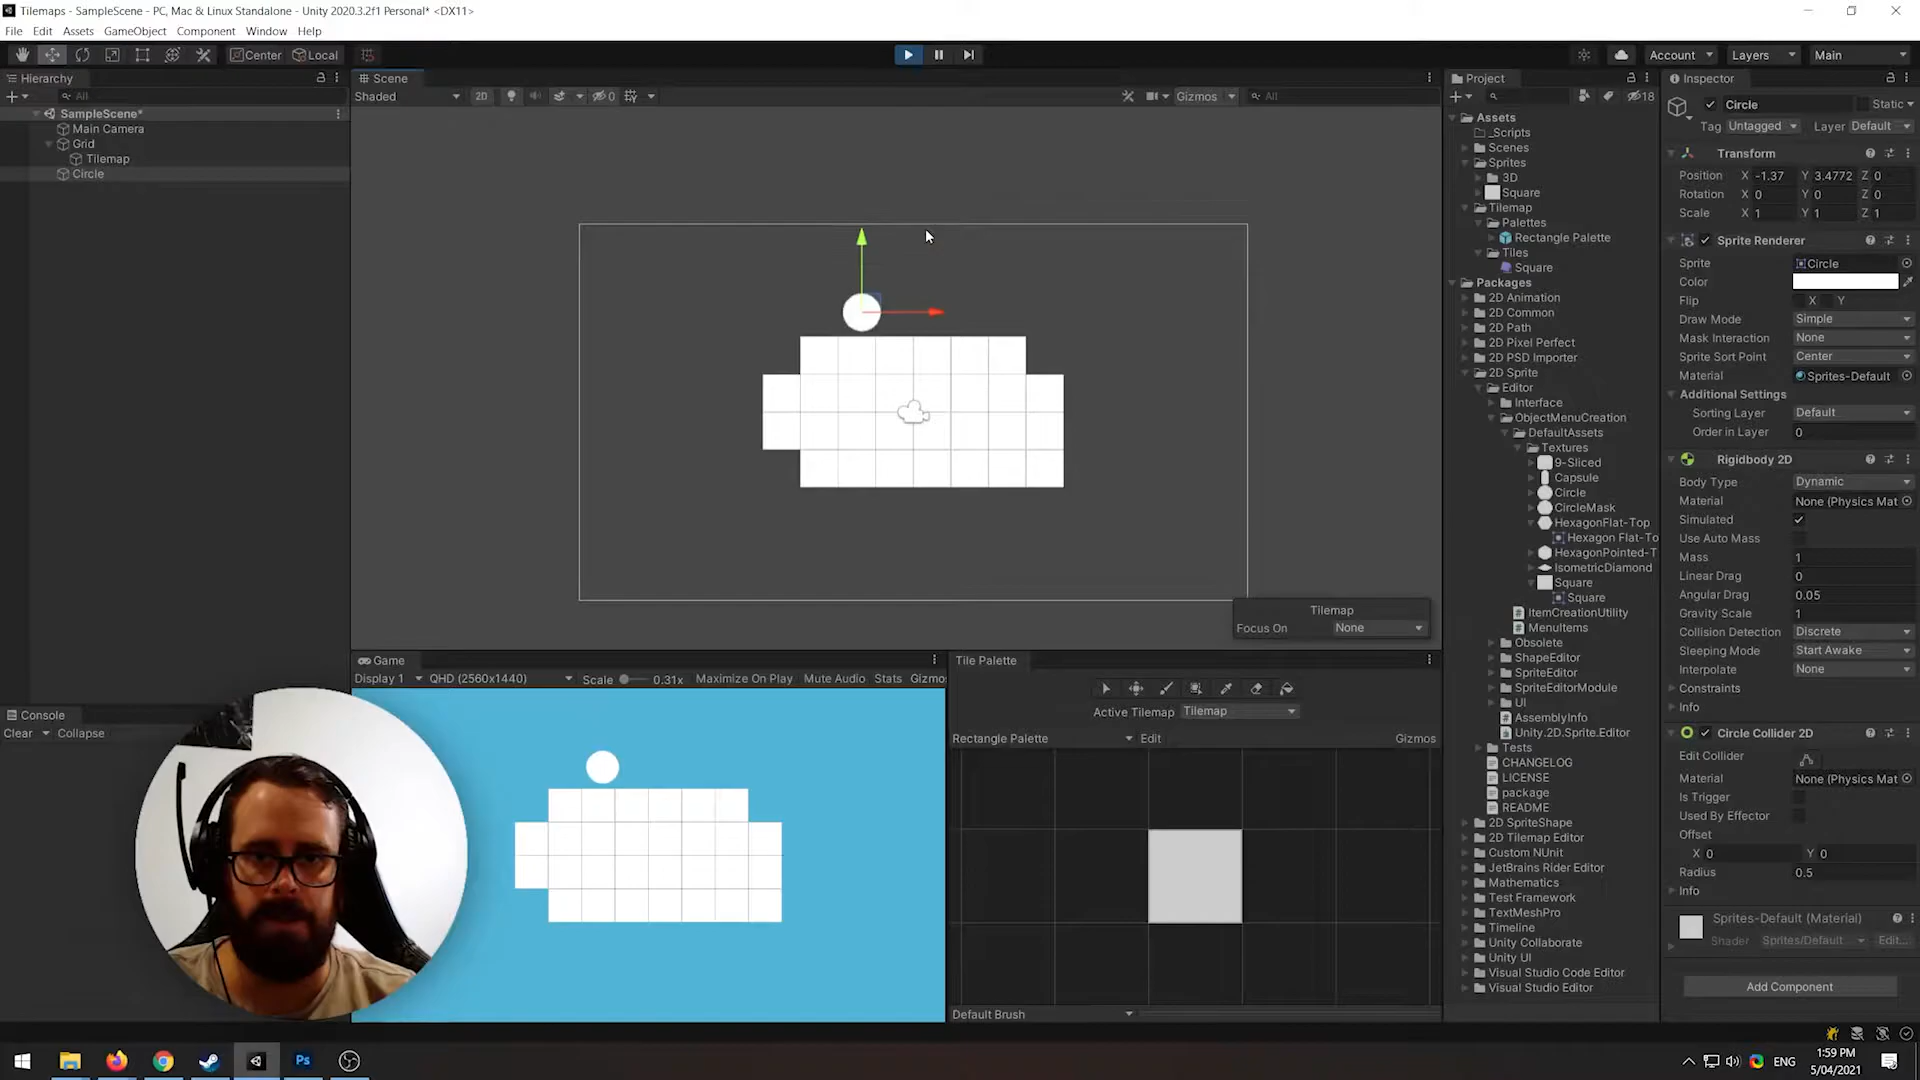 Tilemaps - SampleScene - PC, Mac & Linux Standalone - Unity 2020.3.2f1 Personal* <DX11>
File Edit Assets GameObject Component Window Help
Center Local
Account Layers Main
Hierarchy
All
SampleScene*
Main Camera
Grid
Tilemap
Circle
Scene
Shaded 2D 0 Gizmos All
Tilemap
Focus On None
Game
Display 1 QHD (2560x1440) Scale 0.31x Maximize On Play Mute Audio Stats Gizmo
Console
Clear Collapse
Tile Palette
Active Tilemap Tilemap
Rectangle Palette Edit Gizmos
Default Brush
Project
18
Assets
_Scripts
Scenes
Sprites
3D
Square
Tilemap
Palettes
Rectangle Palette
Tiles
Square
Packages
2D Animation
2D Common
2D Path
2D Pixel Perfect
2D PSD Importer
2D Sprite
Editor
Interface
ObjectMenuCreation
DefaultAssets
Textures
9-Sliced
Capsule
Circle
CircleMask
HexagonFlat-Top
Hexagon Flat-To
HexagonPointed-T
IsometricDiamond
Square
Square
ItemCreationUtility
MenuItems
Obsolete
ShapeEditor
SpriteEditor
SpriteEditorModule
UI
AssemblyInfo
Unity.2D.Sprite.Editor
Tests
CHANGELOG
LICENSE
package
README
2D SpriteShape
2D Tilemap Editor
Custom NUnit
JetBrains Rider Editor
Mathematics
Test Framework
TextMeshPro
Timeline
Unity Collaborate
Unity UI
Visual Studio Code Editor
Visual Studio Editor
Inspector
Circle Static
Tag Untagged Layer Default
Transform
Position X -1.37 Y 3.4772 Z 0
Rotation X 0 Y 0 Z 0
Scale X 1 Y 1 Z 1
Sprite Renderer
Sprite Circle
Color
Flip X Y
Draw Mode Simple
Mask Interaction None
Sprite Sort Point Center
Material Sprites-Default
Additional Settings
Sorting Layer Default
Order in Layer 0
Rigidbody 2D
Body Type Dynamic
Material None (Physics Mat
Simulated
Use Auto Mass
Mass 1
Linear Drag 0
Angular Drag 0.05
Gravity Scale 1
Collision Detection Discrete
Sleeping Mode Start Awake
Interpolate None
Constraints
Info
Circle Collider 2D
Edit Collider
Material None (Physics Mat
Is Trigger
Used By Effector
Offset
X 0 Y 0
Radius 0.5
Info
Sprites-Default (Material)
Shader Sprites/Default Edit...
Add Component
Ps
ENG
1:59 PM
5/04/2021